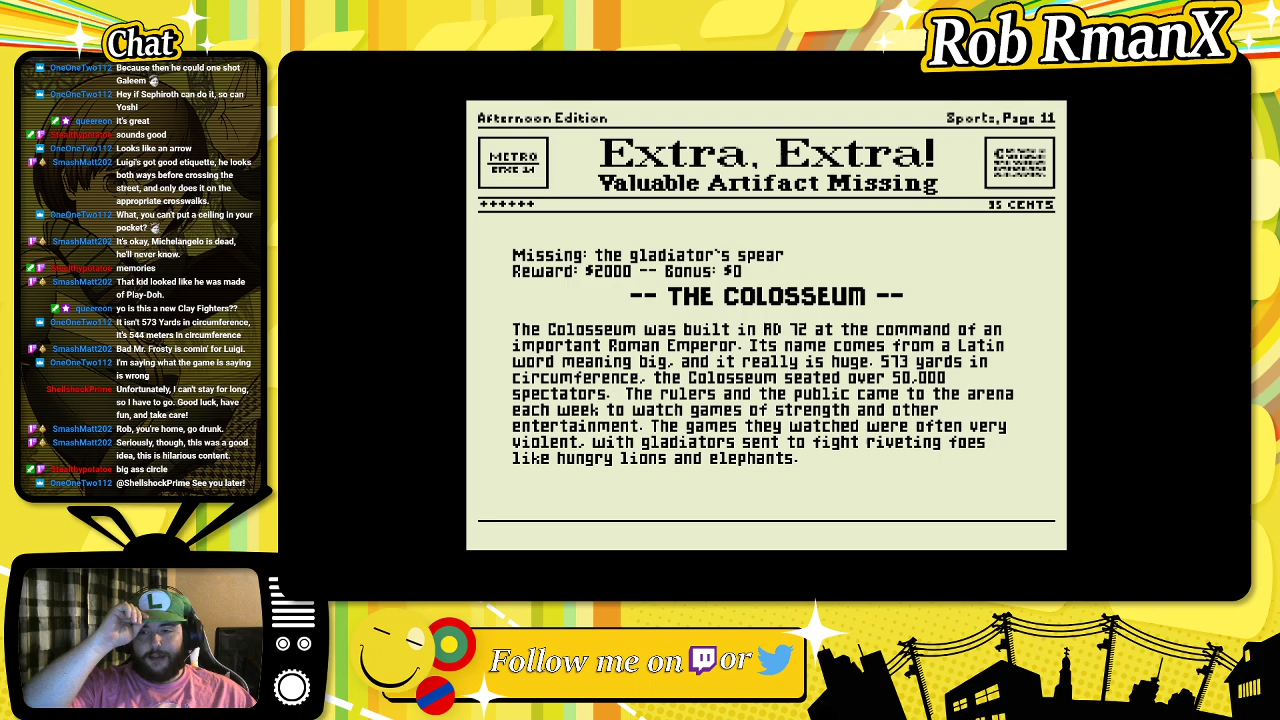 Chat
OneOneTwo112 Because then he could one shot
Galeem
OneOneTwo112 Hey if Sephiroth can do it, so can
Yoshi
queereon It's great
Stealthypotatoe sounds good
OneOneTwo112 Looks like an arrow
SmashMatt202 Luigi's got good etiquette, he looks
both ways before crossing the
street, and only does it on the
appropriate crosswalks.
OneOneTwo112 What, you can't put a ceiling in your
pocket?
SmashMatt202 It's okay, Michelangelo is dead,
he'll never know.
Stealthypotatoe memories
SmashMatt202 That kid looked like he was made
of Play-Doh.
queereon yo is this a new Clay Fighters??
OneOneTwo112 It isn't 573 Yards in circumference,
it's 545 meters in circumference
SmashMatt202 Bad Mr. Frosty is comin' for Luigi.
OneOneTwo112 I'm saying what the game is saying
is wrong
ShellshockPrime Unfortunately, I can't stay for long,
so I have to go. Good luck, have
fun, and take care!
SmashMatt202 Rob, you're home, go drunk.
SmashMatt202 Seriously, though, this was a good
idea, this is hilarious content.
Stealthypotatoe big ass circle
OneOneTwo112 @ShellshockPrime See you later!
Rob RmanX
Afternoon Edition
Sports, Page 11
METRO
Extra, Extra!
Valuable Artifact Missing
++++++
35 CENTS
Missing: the gladiator's spear
Reward: $2000 -- Bonus: $0
-- THE COLOSSEUM --
The Colosseum was built in AD 72 at the command of an
important Roman Emperor. Its name comes from a Latin
word meaning big, and it really is huge. 573 yards in
circumference, the Colosseum seated over 50,000
spectators. The rulers and the public came to the arena
each week to watch games of strength and other
entertainment. The games they watched were often very
violent, with gladiators sent to fight riveting foes
like hungry lions and elephants.
L
Follow me on or